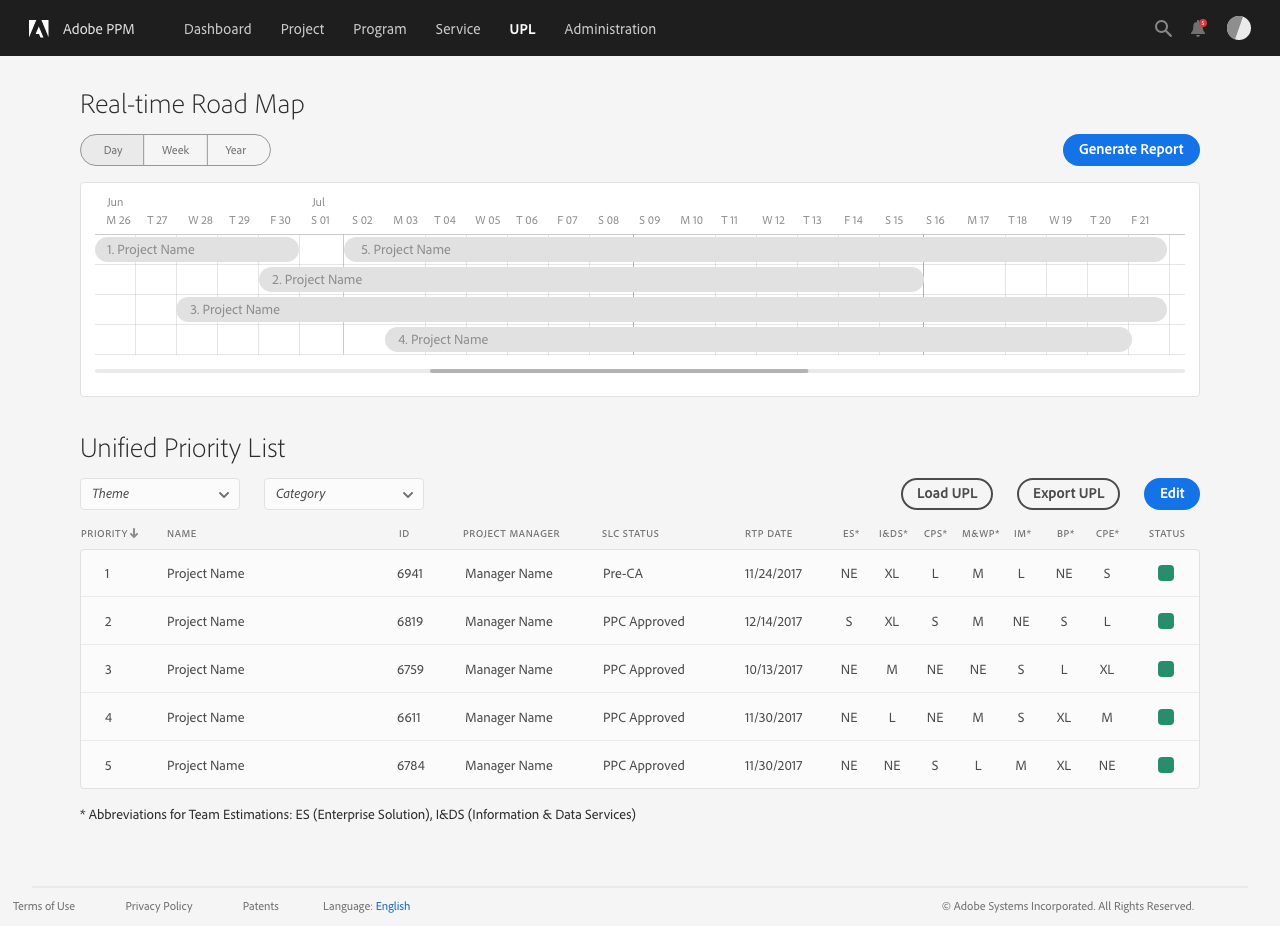 Adobe PPM Dashboard Project Program Service UPL Administration
Real-time Road Map
Day Week Year Generate Report
Jun Jul
M 26 T 27 W 28 T 29 F 30 S 01 S 02 M 03 T 04 W 05 T 06 F 07 S 08 S 09 M 10 T 11 W 12 T 13 F 14 S 15 S 16 M 17 T 18 W 19 T 20 F 21
1. Project Name 5. Project Name
2. Project Name
3. Project Name
4. Project Name
Unified Priority List
Theme Category Load UPL Export UPL Edit
PRIORITY NAME ID PROJECT MANAGER SLC STATUS RTP DATE ES* I&DS* CPS* M&WP* IM* BP* CPE* STATUS
1 Project Name 6941 Manager Name Pre-CA 11/24/2017 NE XL L M L NE S
2 Project Name 6819 Manager Name PPC Approved 12/14/2017 S XL S M NE S L
3 Project Name 6759 Manager Name PPC Approved 10/13/2017 NE M NE NE S L XL
4 Project Name 6611 Manager Name PPC Approved 11/30/2017 NE L NE M S XL M
5 Project Name 6784 Manager Name PPC Approved 11/30/2017 NE NE S L M XL NE
* Abbreviations for Team Estimations: ES (Enterprise Solution), I&DS (Information & Data Services)
Terms of Use Privacy Policy Patents Language: English © Adobe Systems Incorporated. All Rights Reserved.